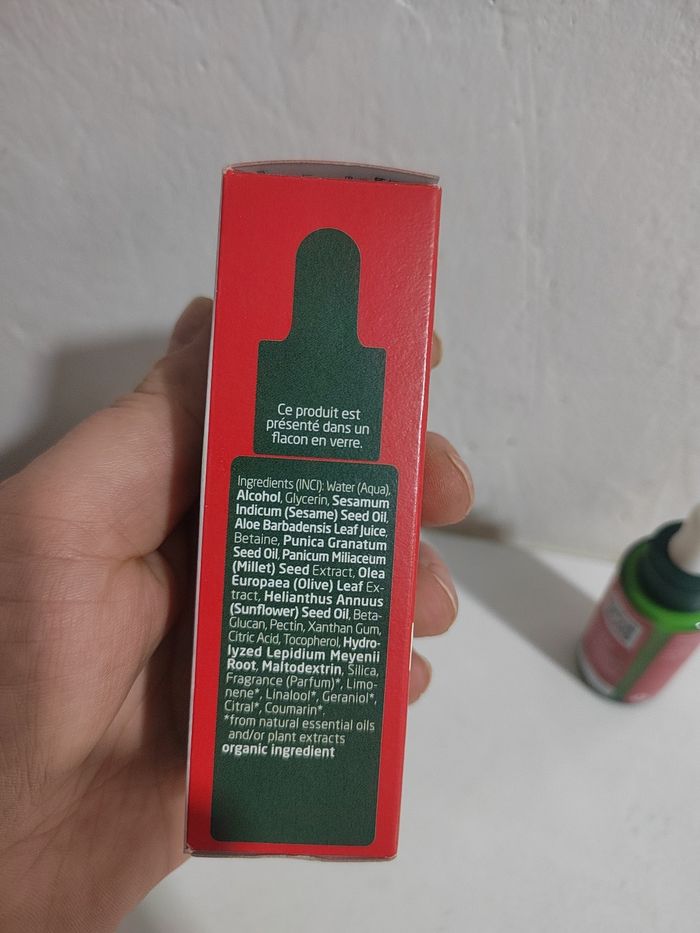 Ce produit est
présenté dans un
flacon en verre.
Ingredients (INCI): Water (Aqua),
Alcohol, Glycerin, Sesamum
Indicum (Sesame) Seed Oil,
Aloe Barbadensis Leaf Juice,
Betaine, Punica Granatum
Seed Oil, Panicum Miliaceum
(Millet) Seed Extract, Olea
Europaea (Olive) Leaf Ex-
tract, Helianthus Annuus
(Sunflower) Seed Oil, Beta-
Glucan, Pectin, Xanthan Gum,
Citric Acid, Tocopherol, Hydro-
lyzed Lepidium Meyenii
Root, Maltodextrin, Silica,
Fragrance (Parfum)*, Limo-
nene*, Linalool*, Geraniol*,
Citral*, Coumarin*.
*from natural essential oils
and/or plant extracts
organic ingredient